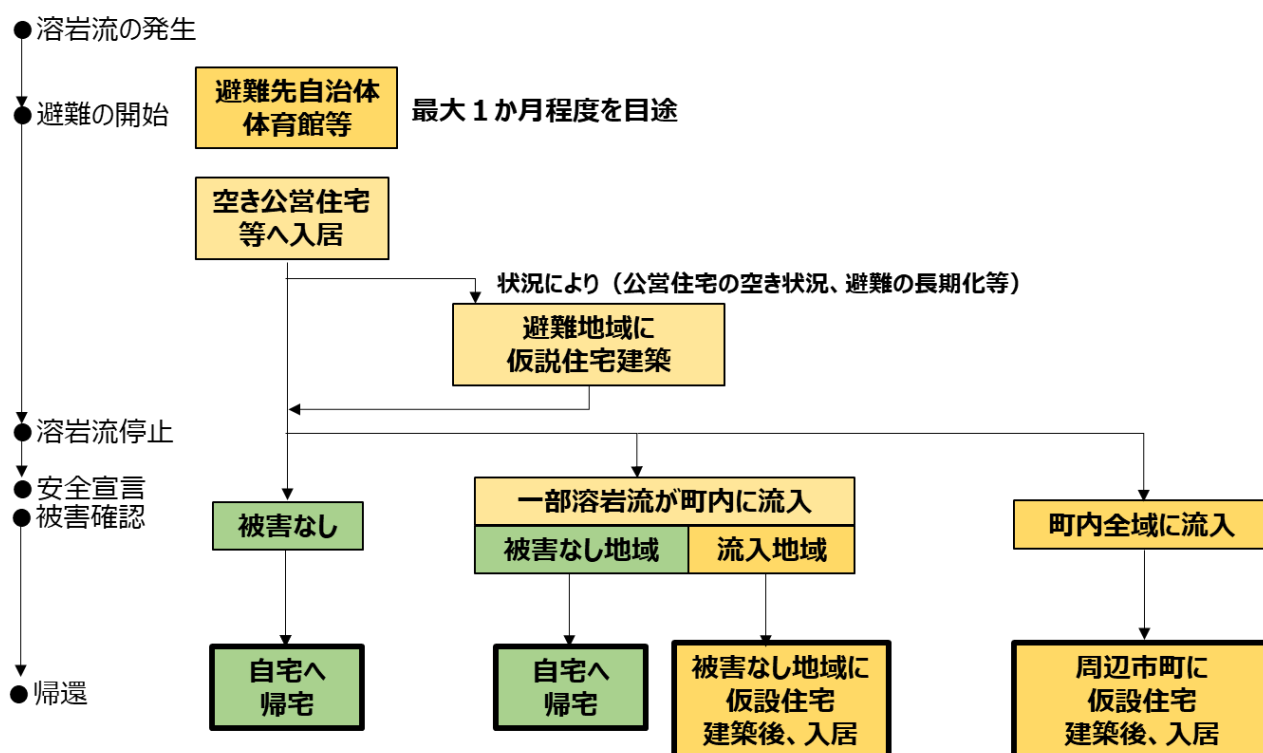 ●溶岩流の発生
●避難の開始
避難先自治体
体育館等
最大１か月程度を目途
空き公営住宅
等へ入居
状況により（公営住宅の空き状況、避難の長期化等）
避難地域に
仮説住宅建築
●溶岩流停止
●安全宣言
●被害確認
被害なし
一部溶岩流が町内に流入
被害なし地域
流入地域
町内全域に流入
●帰還
自宅へ
帰宅
自宅へ
帰宅
被害なし地域に
仮設住宅
建築後、入居
周辺市町に
仮設住宅
建築後、入居